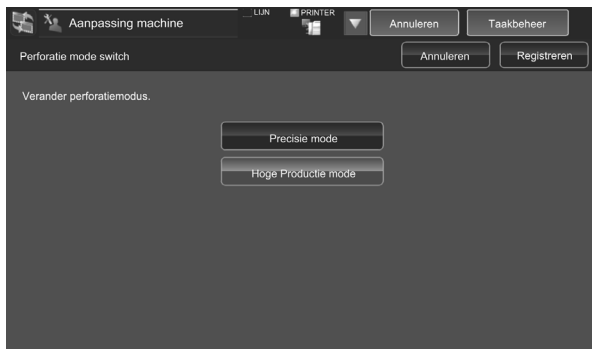 Aanpassing machine
LIJN
PRINTER
Annuleren
Taakbeheer
Perforatie mode switch
Annuleren
Registreren
Verander perforatiemodus.
Precisie mode
Hoge Productie mode